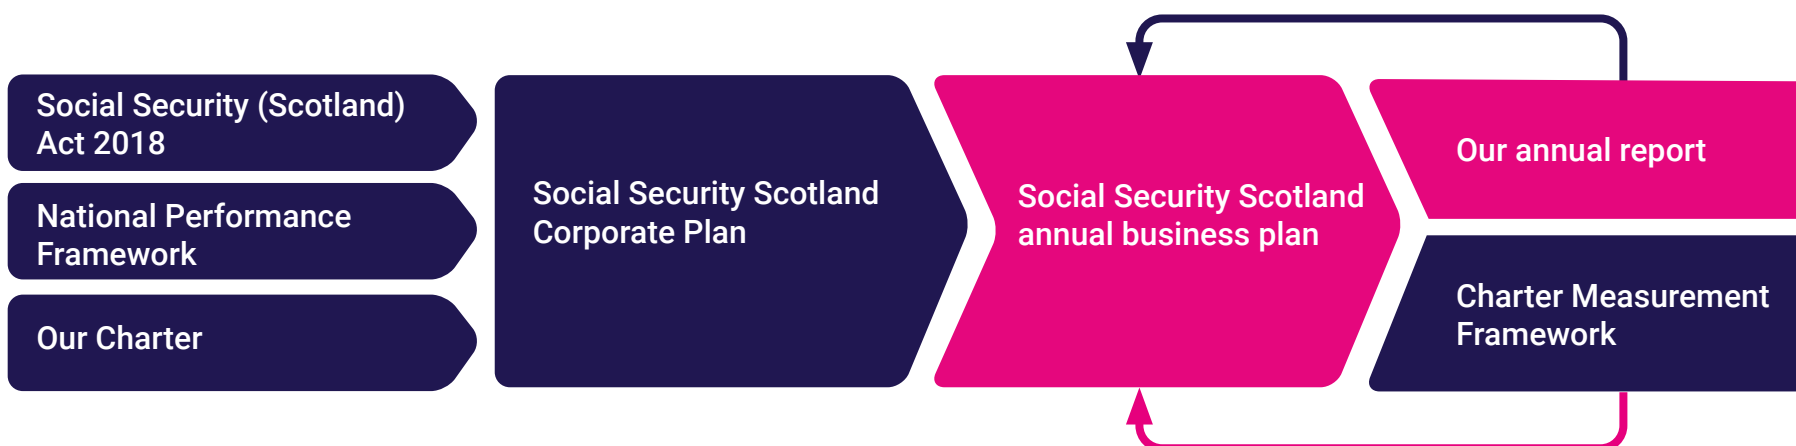 Social Security (Scotland)
Act 2018
National Performance
Framework
Our Charter
Social Security Scotland
Corporate Plan
Social Security Scotland
annual business plan
Our annual report
Charter Measurement
Framework